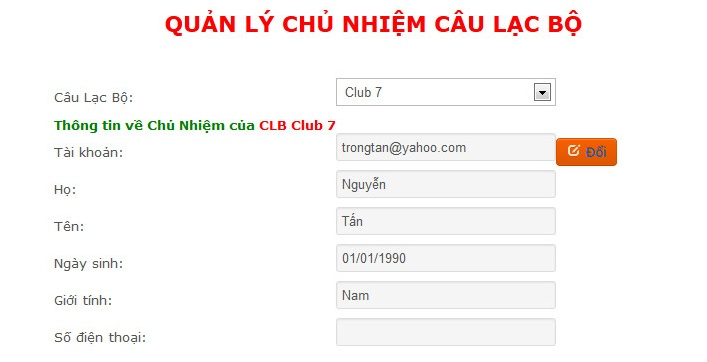 QUẢN LÝ CHỦ NHIỆM CÂU LẠC BỘ
Câu Lạc Bộ: Club 7
Thông tin về Chủ Nhiệm của CLB Club 7
Tài khoản: trongtan@yahoo.com Đổi
Họ: Nguyễn
Tên: Tấn
Ngày sinh: 01/01/1990
Giới tính: Nam
Số điện thoại: